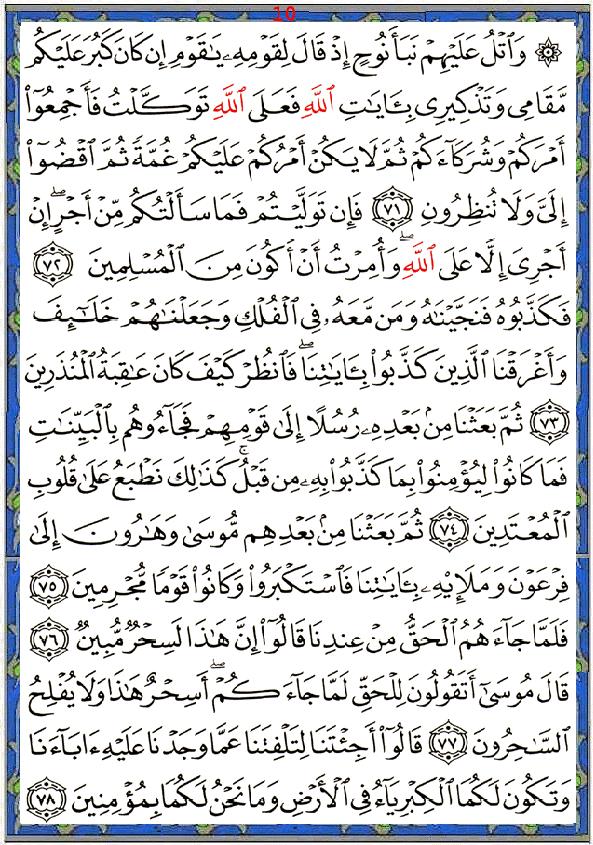 10
۞ وَٱتْلُ عَلَيْهِمْ نَبَأَ نُوحٍ إِذْ قَالَ لِقَوْمِهِۦ يَٰقَوْمِ إِن كَانَ كَبُرَ عَلَيْكُم
مَّقَامِى وَتَذْكِيرِى بِـَٔايَٰتِ ٱللَّهِ فَعَلَى ٱللَّهِ تَوَكَّلْتُ فَأَجْمِعُوٓا۟
أَمْرَكُمْ وَشُرَكَآءَكُمْ ثُمَّ لَا يَكُنْ أَمْرُكُمْ عَلَيْكُمْ غُمَّةً ثُمَّ ٱقْضُوٓا۟
إِلَىَّ وَلَا تُنظِرُونِ ﴿٧١﴾ فَإِن تَوَلَّيْتُمْ فَمَا سَأَلْتُكُم مِّنْ أَجْرٍ ۖ إِنْ
أَجْرِىَ إِلَّا عَلَى ٱللَّهِ ۖ وَأُمِرْتُ أَنْ أَكُونَ مِنَ ٱلْمُسْلِمِينَ ﴿٧٢﴾
فَكَذَّبُوهُ فَنَجَّيْنَٰهُ وَمَن مَّعَهُۥ فِى ٱلْفُلْكِ وَجَعَلْنَٰهُمْ خَلَٰٓئِفَ
وَأَغْرَقْنَا ٱلَّذِينَ كَذَّبُوا۟ بِـَٔايَٰتِنَا ۖ فَٱنظُرْ كَيْفَ كَانَ عَٰقِبَةُ ٱلْمُنذَرِينَ
﴿٧٣﴾ ثُمَّ بَعَثْنَا مِنۢ بَعْدِهِۦ رُسُلًا إِلَىٰ قَوْمِهِمْ فَجَآءُوهُم بِٱلْبَيِّنَٰتِ
فَمَا كَانُوا۟ لِيُؤْمِنُوا۟ بِمَا كَذَّبُوا۟ بِهِۦ مِن قَبْلُ ۚ كَذَٰلِكَ نَطْبَعُ عَلَىٰ قُلُوبِ
ٱلْمُعْتَدِينَ ﴿٧٤﴾ ثُمَّ بَعَثْنَا مِنۢ بَعْدِهِم مُّوسَىٰ وَهَٰرُونَ إِلَىٰ
فِرْعَوْنَ وَمَلَإِي۟هِۦ بِـَٔايَٰتِنَا فَٱسْتَكْبَرُوا۟ وَكَانُوا۟ قَوْمًا مُّجْرِمِينَ ﴿٧٥﴾
فَلَمَّا جَآءَهُمُ ٱلْحَقُّ مِنْ عِندِنَا قَالُوٓا۟ إِنَّ هَٰذَا لَسِحْرٌ مُّبِينٌ ﴿٧٦﴾
قَالَ مُوسَىٰٓ أَتَقُولُونَ لِلْحَقِّ لَمَّا جَآءَكُمْ ۖ أَسِحْرٌ هَٰذَا وَلَا يُفْلِحُ
ٱلسَّٰحِرُونَ ﴿٧٧﴾ قَالُوٓا۟ أَجِئْتَنَا لِتَلْفِتَنَا عَمَّا وَجَدْنَا عَلَيْهِ ءَابَآءَنَا
وَتَكُونَ لَكُمَا ٱلْكِبْرِيَآءُ فِى ٱلْأَرْضِ وَمَا نَحْنُ لَكُمَا بِمُؤْمِنِينَ ﴿٧٨﴾